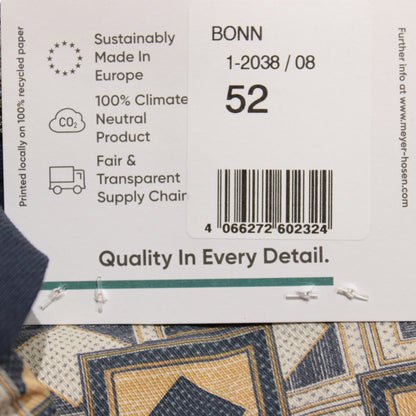 Sustainably
Made In
Europe
CO2
100% Climate
Neutral
Product
Fair &
Transparent
Supply Chain
Printed locally on 100% recycled paper
BONN
1-2038 / 08
52
4 066272 602324
Further info at www.meyer-hosen.com
Quality In Every Detail.